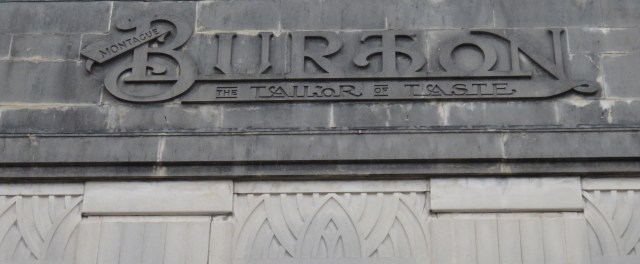 MONTAGUE
BURTON
THE TAILOR OF TASTE